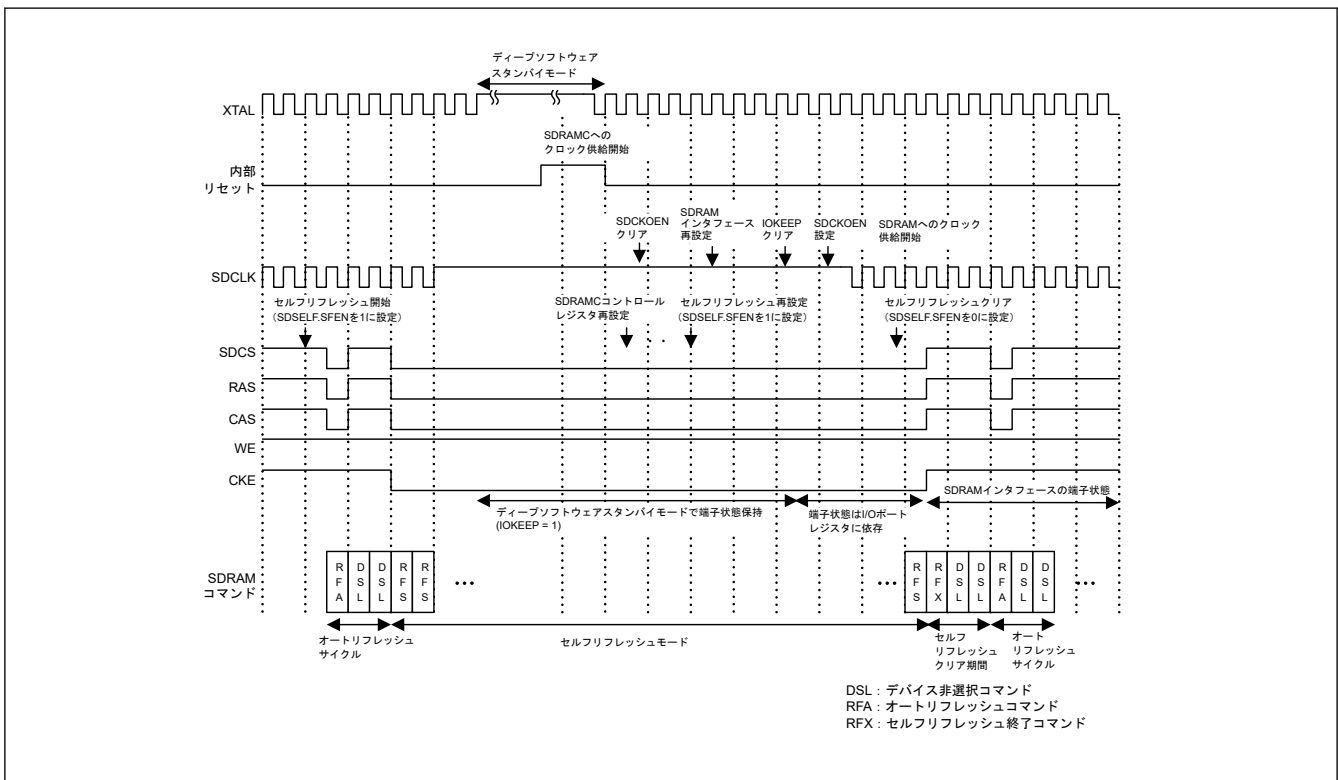 ディープソフトウェア
スタンバイモード
XTAL
SDRAMCへの
クロック供給開始
内部
リセット
SDCKOEN
クリア
SDRAM
インタフェース
再設定
IOKEEP
クリア
SDCKOEN
設定
SDRAMへのクロック
供給開始
SDCLK
セルフリフレッシュ開始
(SDSELF.SFENを1に設定)
SDRAMCコントロール
レジスタ再設定
セルフリフレッシュ再設定
(SDSELF.SFENを1に設定)
セルフリフレッシュクリア
(SDSELF.SFENを0に設定)
SDCS
RAS
CAS
WE
CKE
ディープソフトウェアスタンバイモードで端子状態保持
(IOKEEP = 1)
端子状態はI/Oポート
レジスタに依存
SDRAMインタフェースの端子状態
SDRAM
コマンド
RFA
DSL
DSL
RFS
RFS
•••
•••
RFS
RFX
DSL
DSL
RFA
DSL
DSL
•••
オートリフレッシュ
サイクル
セルフリフレッシュモード
セルフ
リフレッシュ
クリア期間
オート
リフレッシュ
サイクル
DSL:デバイス非選択コマンド
RFA:オートリフレッシュコマンド
RFX:セルフリフレッシュ終了コマンド